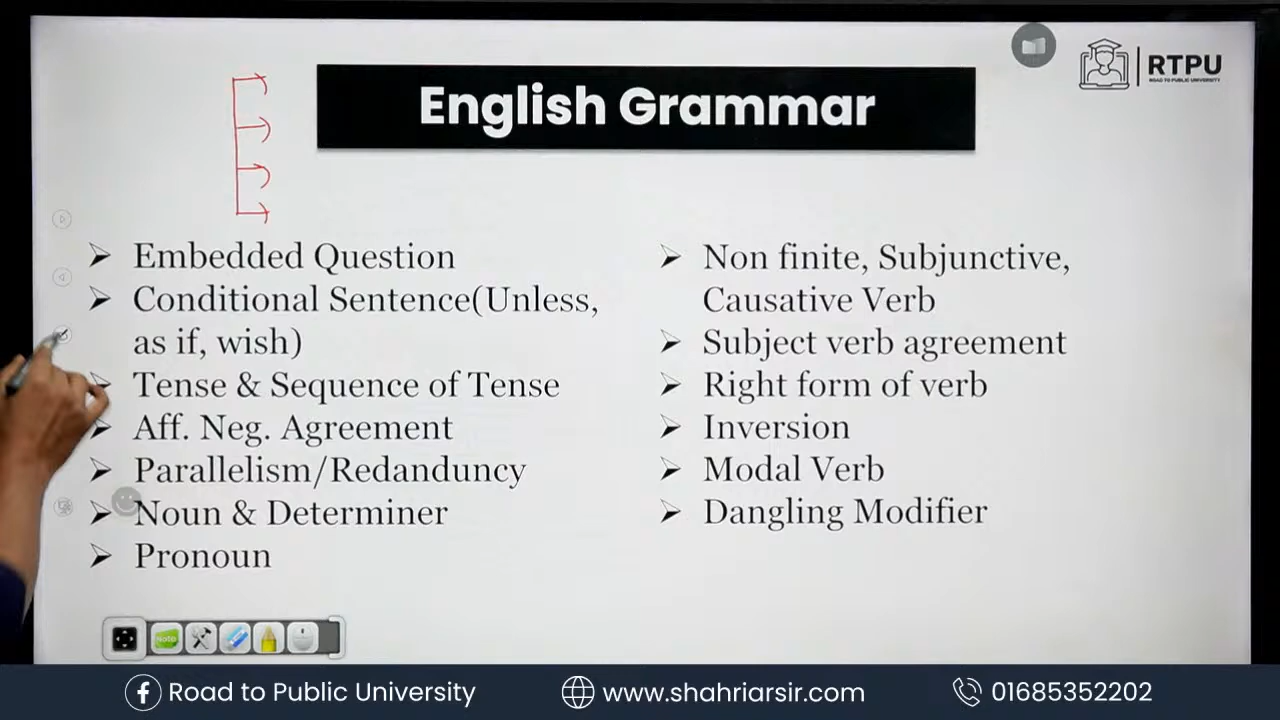 RTPU
ROAD TO PUBLIC UNIVERSITY
English Grammar
Embedded Question
Conditional Sentence(Unless,
as if, wish)
Tense & Sequence of Tense
Aff. Neg. Agreement
Parallelism/Redanduncy
Noun & Determiner
Pronoun
Non finite, Subjunctive,
Causative Verb
Subject verb agreement
Right form of verb
Inversion
Modal Verb
Dangling Modifier
Note
Road to Public University
www.shahriarsir.com
01685352202